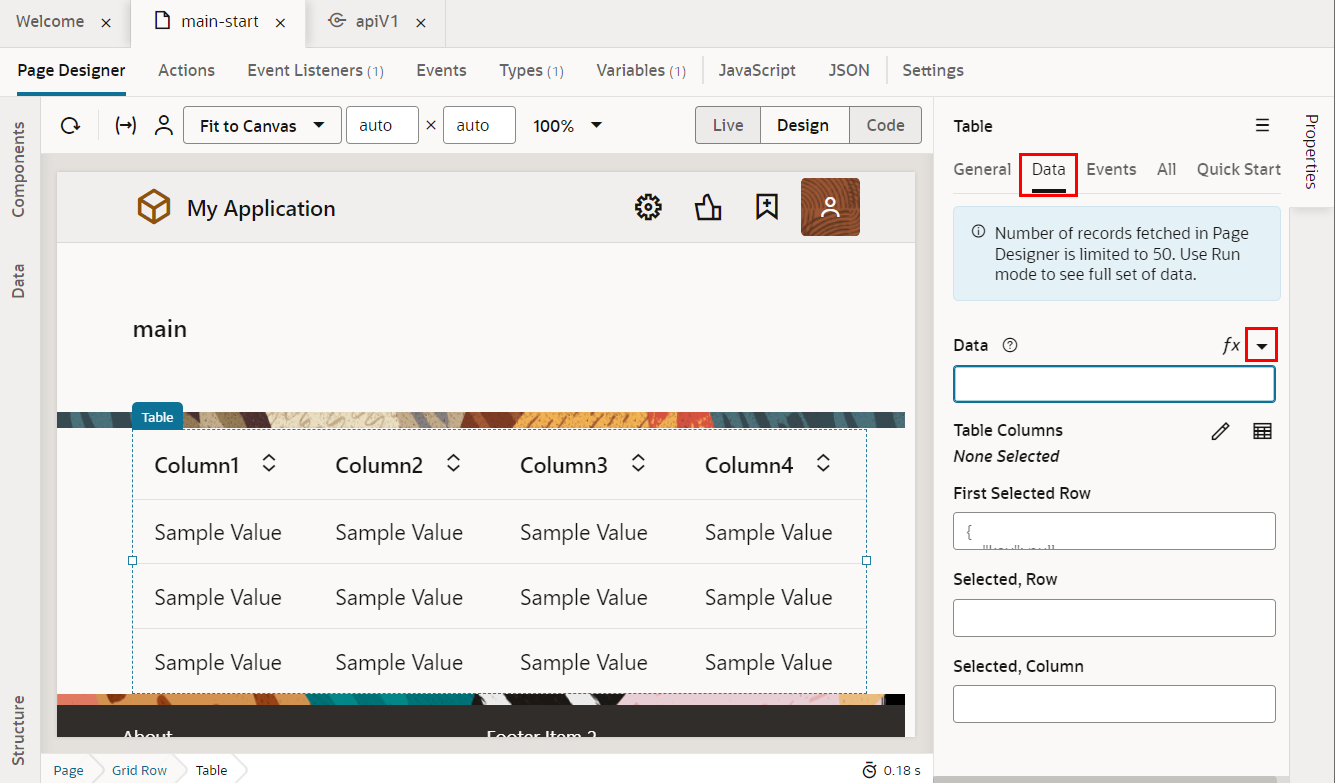 Welcome × main-start × apiV1 ×
Page Designer Actions Event Listeners (1) Events Types (1) Variables (1) JavaScript JSON Settings
Components
Data
Structure
Fit to Canvas auto × auto 100% Live Design Code
My Application
main
Table
Column1 Column2 Column3 Column4
Sample Value Sample Value Sample Value Sample Value
Sample Value Sample Value Sample Value Sample Value
Sample Value Sample Value Sample Value Sample Value
About Footer Item 2
Page Grid Row Table 0.18 s
Table
General Data Events All Quick Start
Number of records fetched in Page
Designer is limited to 50. Use Run
mode to see full set of data.
Data fx
Table Columns
None Selected
First Selected Row
{
Selected, Row
Selected, Column
Properties